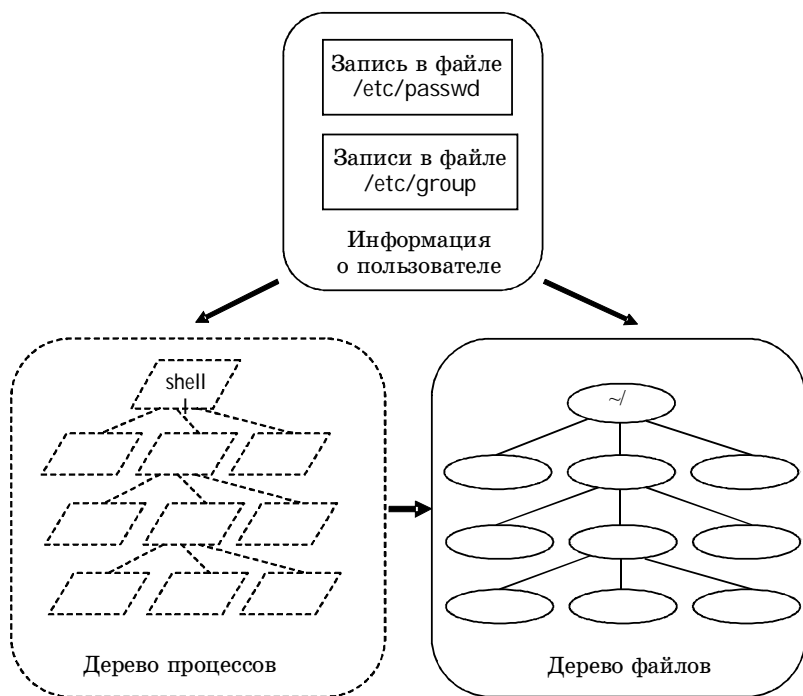 Запись в файле
/etc/passwd
Записи в файле
/etc/group
Информация
о пользователе
shell
~/
Дерево процессов
Дерево файлов